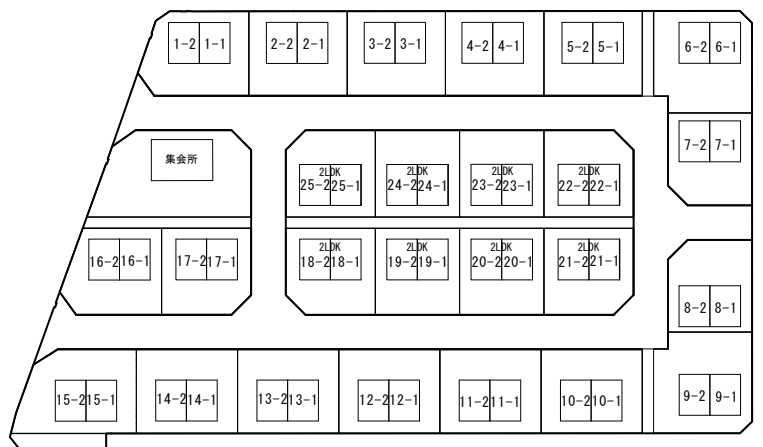 1-2 1-1
2-2 2-1
3-2 3-1
4-2 4-1
5-2 5-1
6-2 6-1
7-2 7-1
集会所
2LDK
25-2 25-1
2LDK
24-2 24-1
2LDK
23-2 23-1
2LDK
22-2 22-1
16-2 16-1
17-2 17-1
2LDK
18-2 18-1
2LDK
19-2 19-1
2LDK
20-2 20-1
2LDK
21-2 21-1
8-2 8-1
15-2 15-1
14-2 14-1
13-2 13-1
12-2 12-1
11-2 11-1
10-2 10-1
9-2 9-1